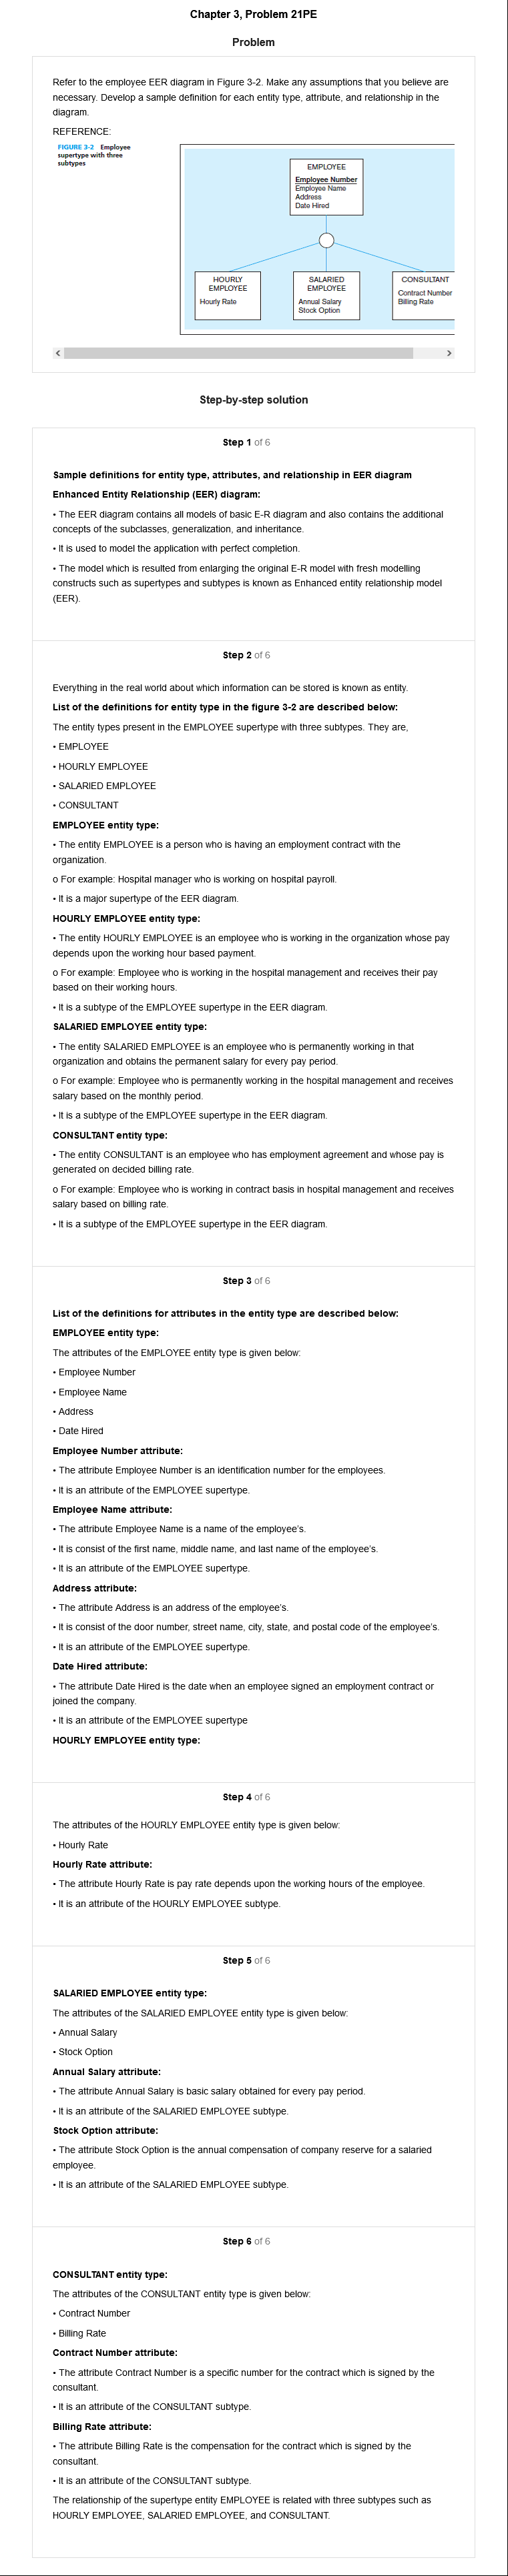 Chapter 3, Problem 21PE
Problem
Refer to the employee EER diagram in Figure 3-2. Make any assumptions that you believe are
necessary. Develop a sample definition for each entity type, attribute, and relationship in the
diagram.
REFERENCE:
FIGURE 3-2 Employee
supertype with three
subtypes
EMPLOYEE
Employee Number
Employee Name
Address
Date Hired
HOURLY
EMPLOYEE
Hourly Rate
SALARIED
EMPLOYEE
Annual Salary
Stock Option
CONSULTANT
Contract Number
Billing Rate
Step-by-step solution
Step 1 of 6
Sample definitions for entity type, attributes, and relationship in EER diagram
Enhanced Entity Relationship (EER) diagram:
• The EER diagram contains all models of basic E-R diagram and also contains the additional
concepts of the subclasses, generalization, and inheritance.
• It is used to model the application with perfect completion.
• The model which is resulted from enlarging the original E-R model with fresh modelling
constructs such as supertypes and subtypes is known as Enhanced entity relationship model
(EER).
Step 2 of 6
Everything in the real world about which information can be stored is known as entity.
List of the definitions for entity type in the figure 3-2 are described below:
The entity types present in the EMPLOYEE supertype with three subtypes. They are,
• EMPLOYEE
• HOURLY EMPLOYEE
• SALARIED EMPLOYEE
• CONSULTANT
EMPLOYEE entity type:
• The entity EMPLOYEE is a person who is having an employment contract with the
organization.
o For example: Hospital manager who is working on hospital payroll.
• It is a major supertype of the EER diagram.
HOURLY EMPLOYEE entity type:
• The entity HOURLY EMPLOYEE is an employee who is working in the organization whose pay
depends upon the working hour based payment.
o For example: Employee who is working in the hospital management and receives their pay
based on their working hours.
• It is a subtype of the EMPLOYEE supertype in the EER diagram.
SALARIED EMPLOYEE entity type:
• The entity SALARIED EMPLOYEE is an employee who is permanently working in that
organization and obtains the permanent salary for every pay period.
o For example: Employee who is permanently working in the hospital management and receives
salary based on the monthly period.
• It is a subtype of the EMPLOYEE supertype in the EER diagram.
CONSULTANT entity type:
• The entity CONSULTANT is an employee who has employment agreement and whose pay is
generated on decided billing rate.
o For example: Employee who is working in contract basis in hospital management and receives
salary based on billing rate.
• It is a subtype of the EMPLOYEE supertype in the EER diagram.
Step 3 of 6
List of the definitions for attributes in the entity type are described below:
EMPLOYEE entity type:
The attributes of the EMPLOYEE entity type is given below:
• Employee Number
• Employee Name
• Address
• Date Hired
Employee Number attribute:
• The attribute Employee Number is an identification number for the employees.
• It is an attribute of the EMPLOYEE supertype.
Employee Name attribute:
• The attribute Employee Name is a name of the employee's.
• It is consist of the first name, middle name, and last name of the employee's.
• It is an attribute of the EMPLOYEE supertype.
Address attribute:
• The attribute Address is an address of the employee's.
• It is consist of the door number, street name, city, state, and postal code of the employee's.
• It is an attribute of the EMPLOYEE supertype.
Date Hired attribute:
• The attribute Date Hired is the date when an employee signed an employment contract or
joined the company.
• It is an attribute of the EMPLOYEE supertype
HOURLY EMPLOYEE entity type:
Step 4 of 6
The attributes of the HOURLY EMPLOYEE entity type is given below:
• Hourly Rate
Hourly Rate attribute:
• The attribute Hourly Rate is pay rate depends upon the working hours of the employee.
• It is an attribute of the HOURLY EMPLOYEE subtype.
Step 5 of 6
SALARIED EMPLOYEE entity type:
The attributes of the SALARIED EMPLOYEE entity type is given below:
• Annual Salary
• Stock Option
Annual Salary attribute:
• The attribute Annual Salary is basic salary obtained for every pay period.
• It is an attribute of the SALARIED EMPLOYEE subtype.
Stock Option attribute:
• The attribute Stock Option is the annual compensation of company reserve for a salaried
employee.
• It is an attribute of the SALARIED EMPLOYEE subtype.
Step 6 of 6
CONSULTANT entity type:
The attributes of the CONSULTANT entity type is given below:
• Contract Number
• Billing Rate
Contract Number attribute:
• The attribute Contract Number is a specific number for the contract which is signed by the
consultant.
• It is an attribute of the CONSULTANT subtype.
Billing Rate attribute:
• The attribute Billing Rate is the compensation for the contract which is signed by the
consultant.
• It is an attribute of the CONSULTANT subtype.
The relationship of the supertype entity EMPLOYEE is related with three subtypes such as
HOURLY EMPLOYEE, SALARIED EMPLOYEE, and CONSULTANT.